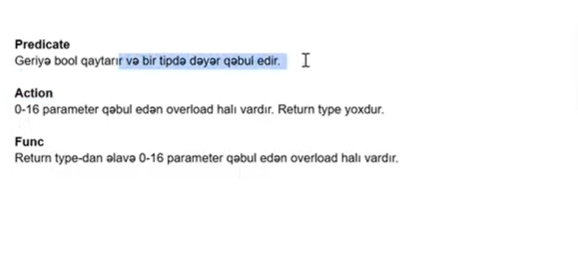 Predicate
Geriyə bool qaytarır və bir tipdə dəyər qəbul edir.
Action
0-16 parameter qəbul edən overload halı vardır. Return type yoxdur.
Func
Return type-dan əlavə 0-16 parameter qəbul edən overload halı vardır.